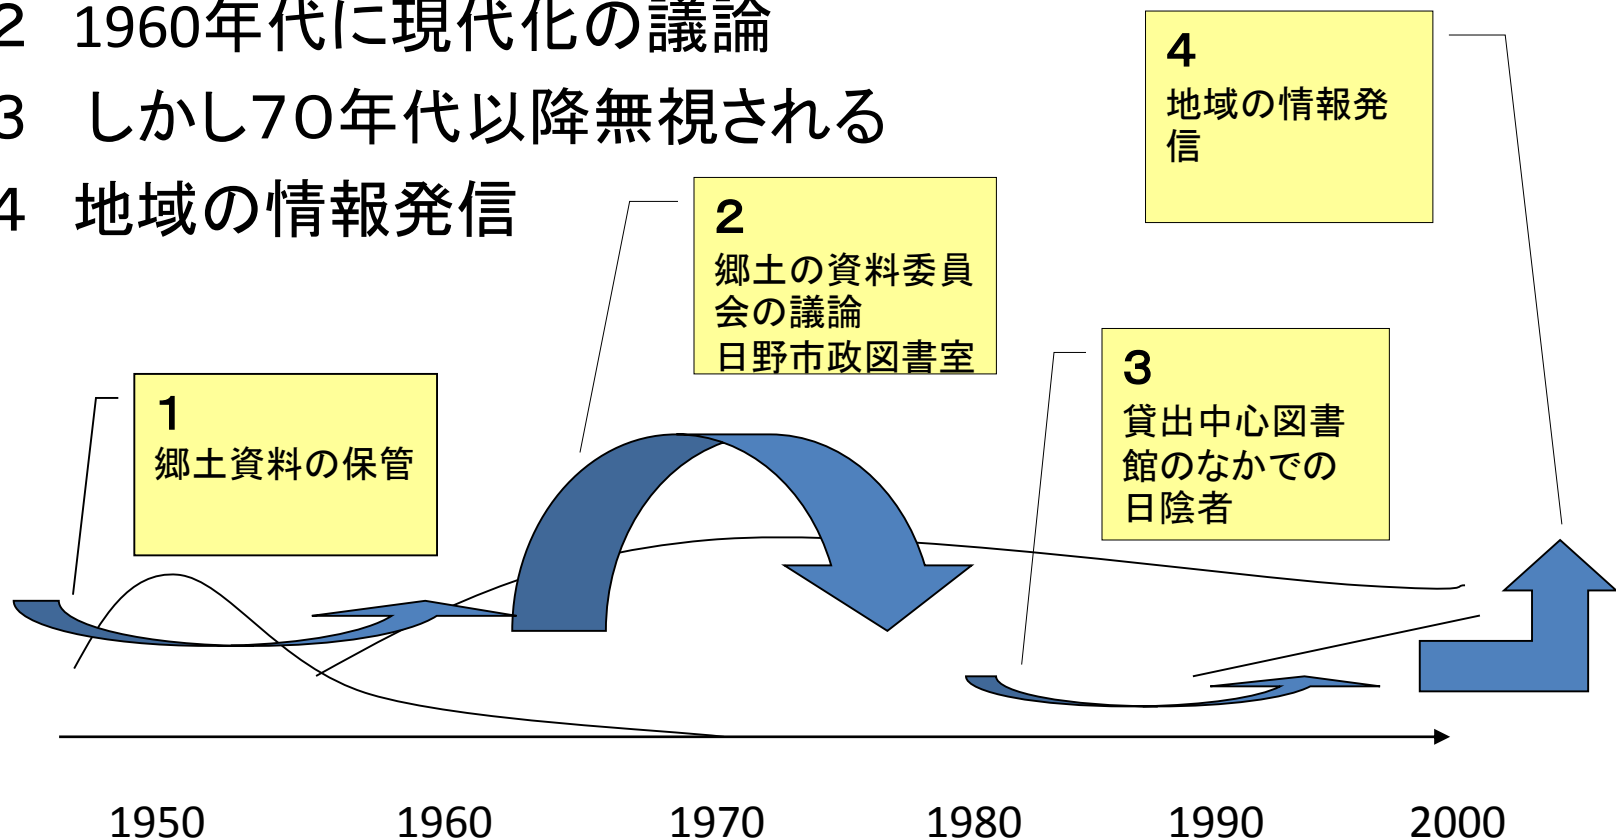 2 1960年代に現代化の議論
3 しかし70年代以降無視される
4 地域の情報発信
4
地域の情報発
信
2
郷土の資料委員
会の議論
日野市政図書室
3
貸出中心図書
館のなかでの
日陰者
1
郷土資料の保管
1950 1960 1970 1980 1990 2000